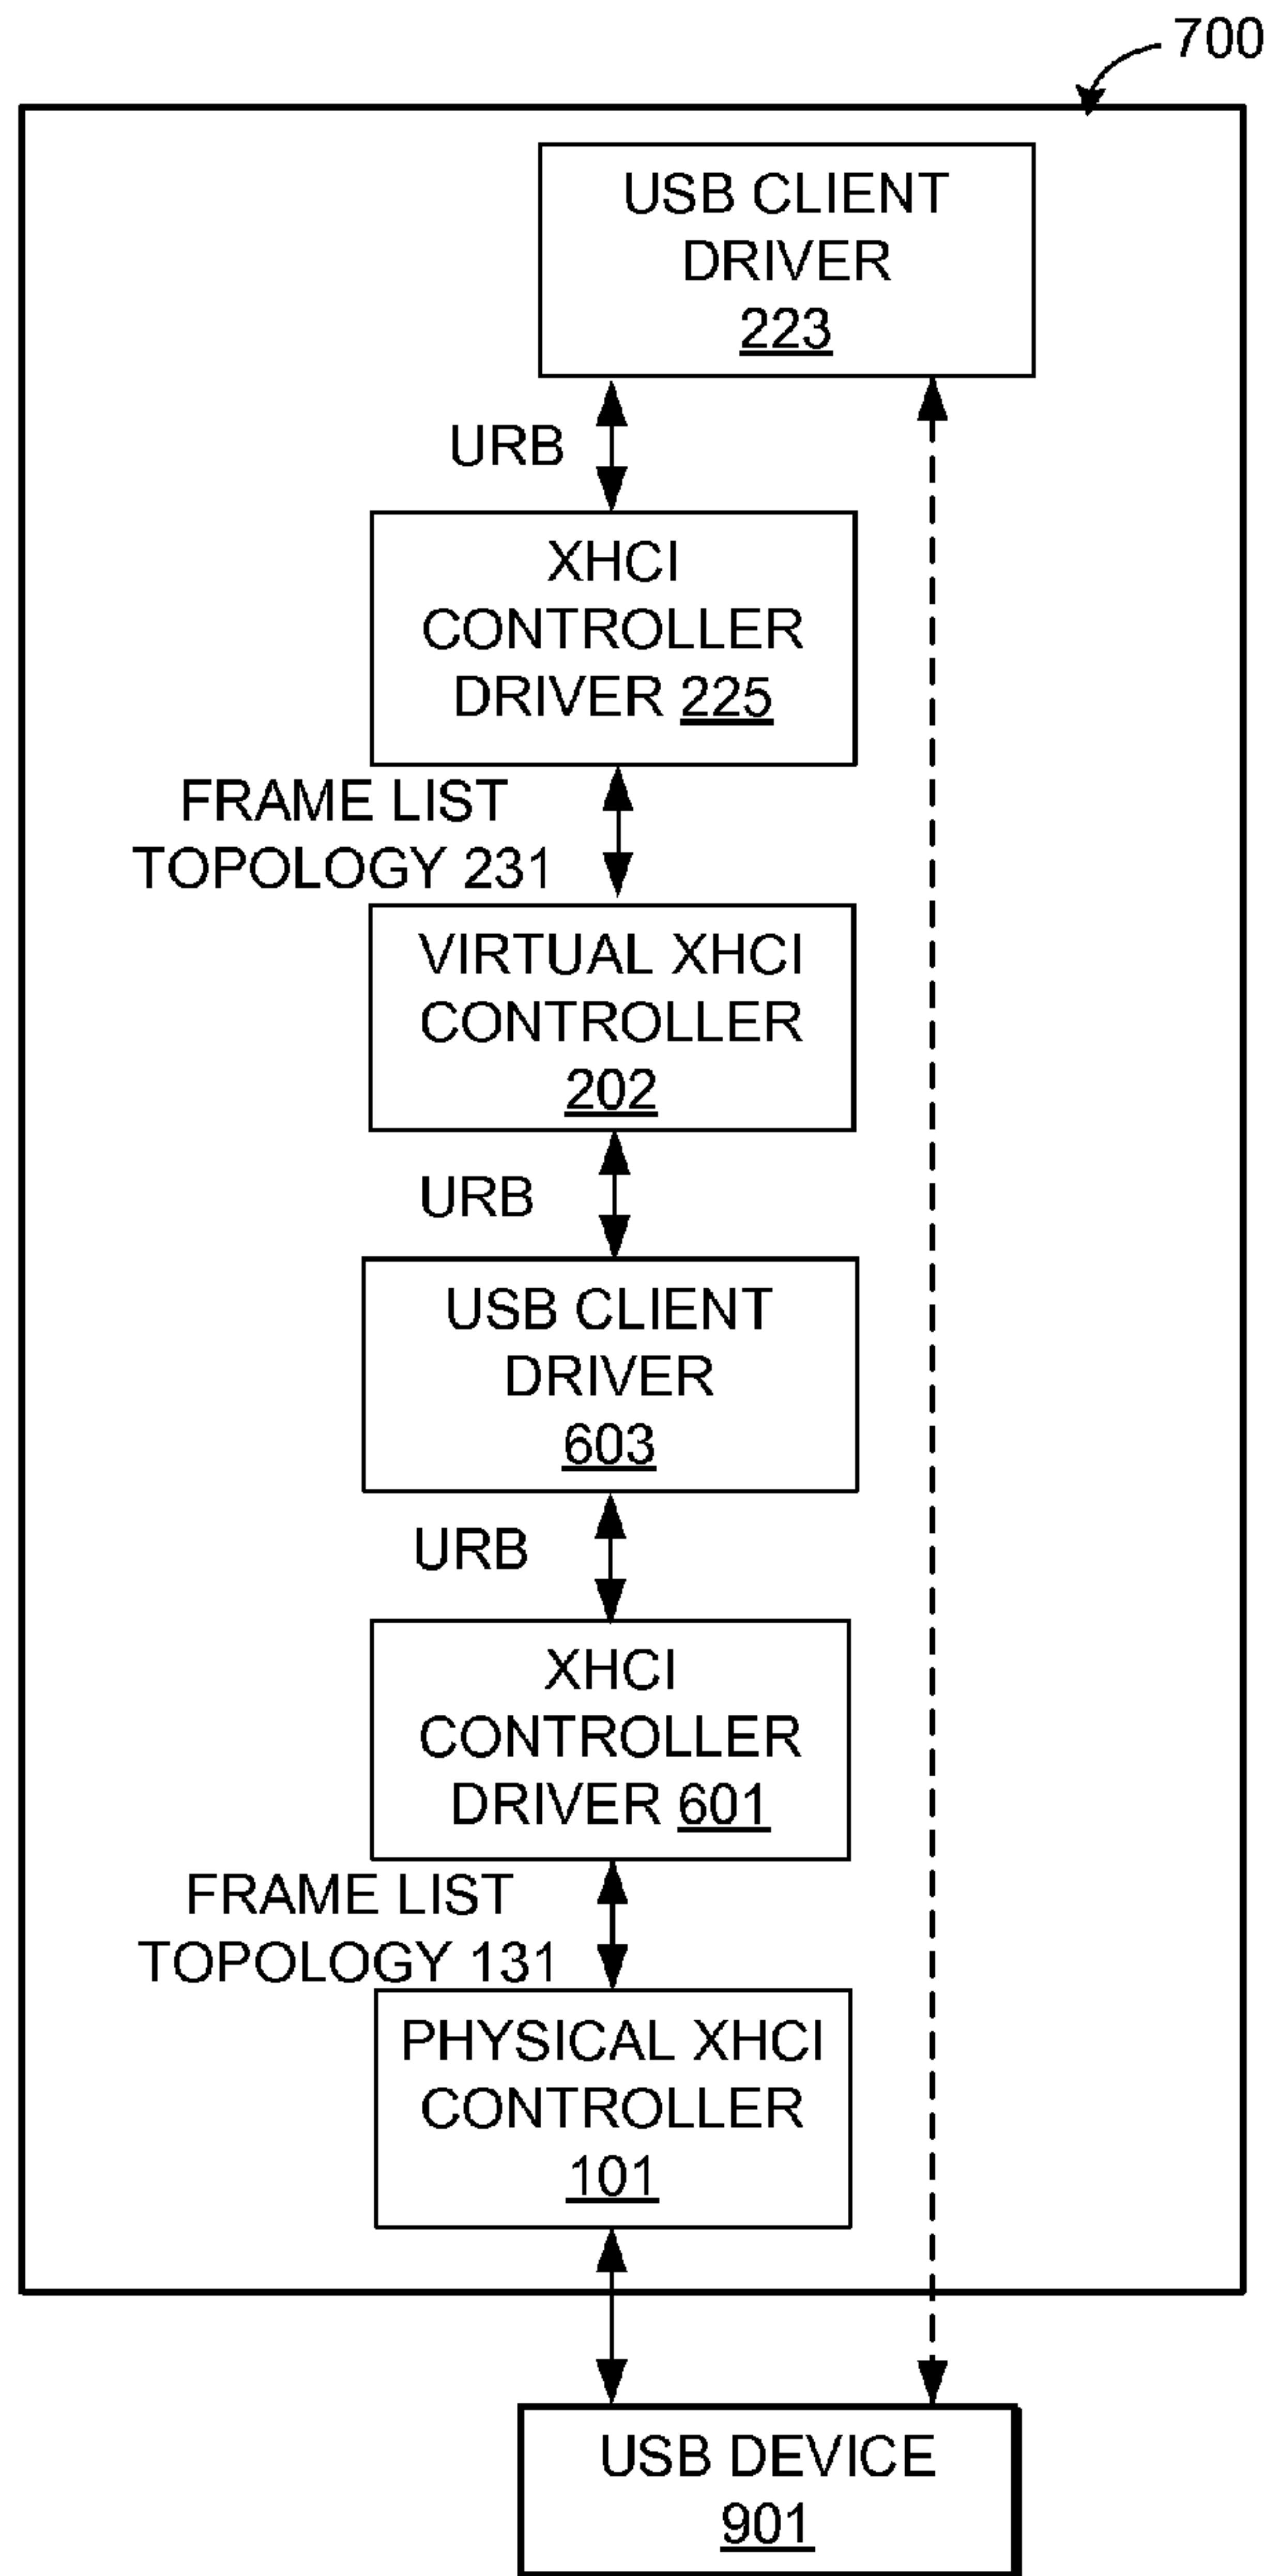 700
USB CLIENT
DRIVER
223
URB
XHCI
CONTROLLER
DRIVER 225
FRAME LIST
TOPOLOGY 231
VIRTUAL XHCI
CONTROLLER
202
URB
USB CLIENT
DRIVER
603
URB
XHCI
CONTROLLER
DRIVER 601
FRAME LIST
TOPOLOGY 131
PHYSICAL XHCI
CONTROLLER
101
USB DEVICE
901